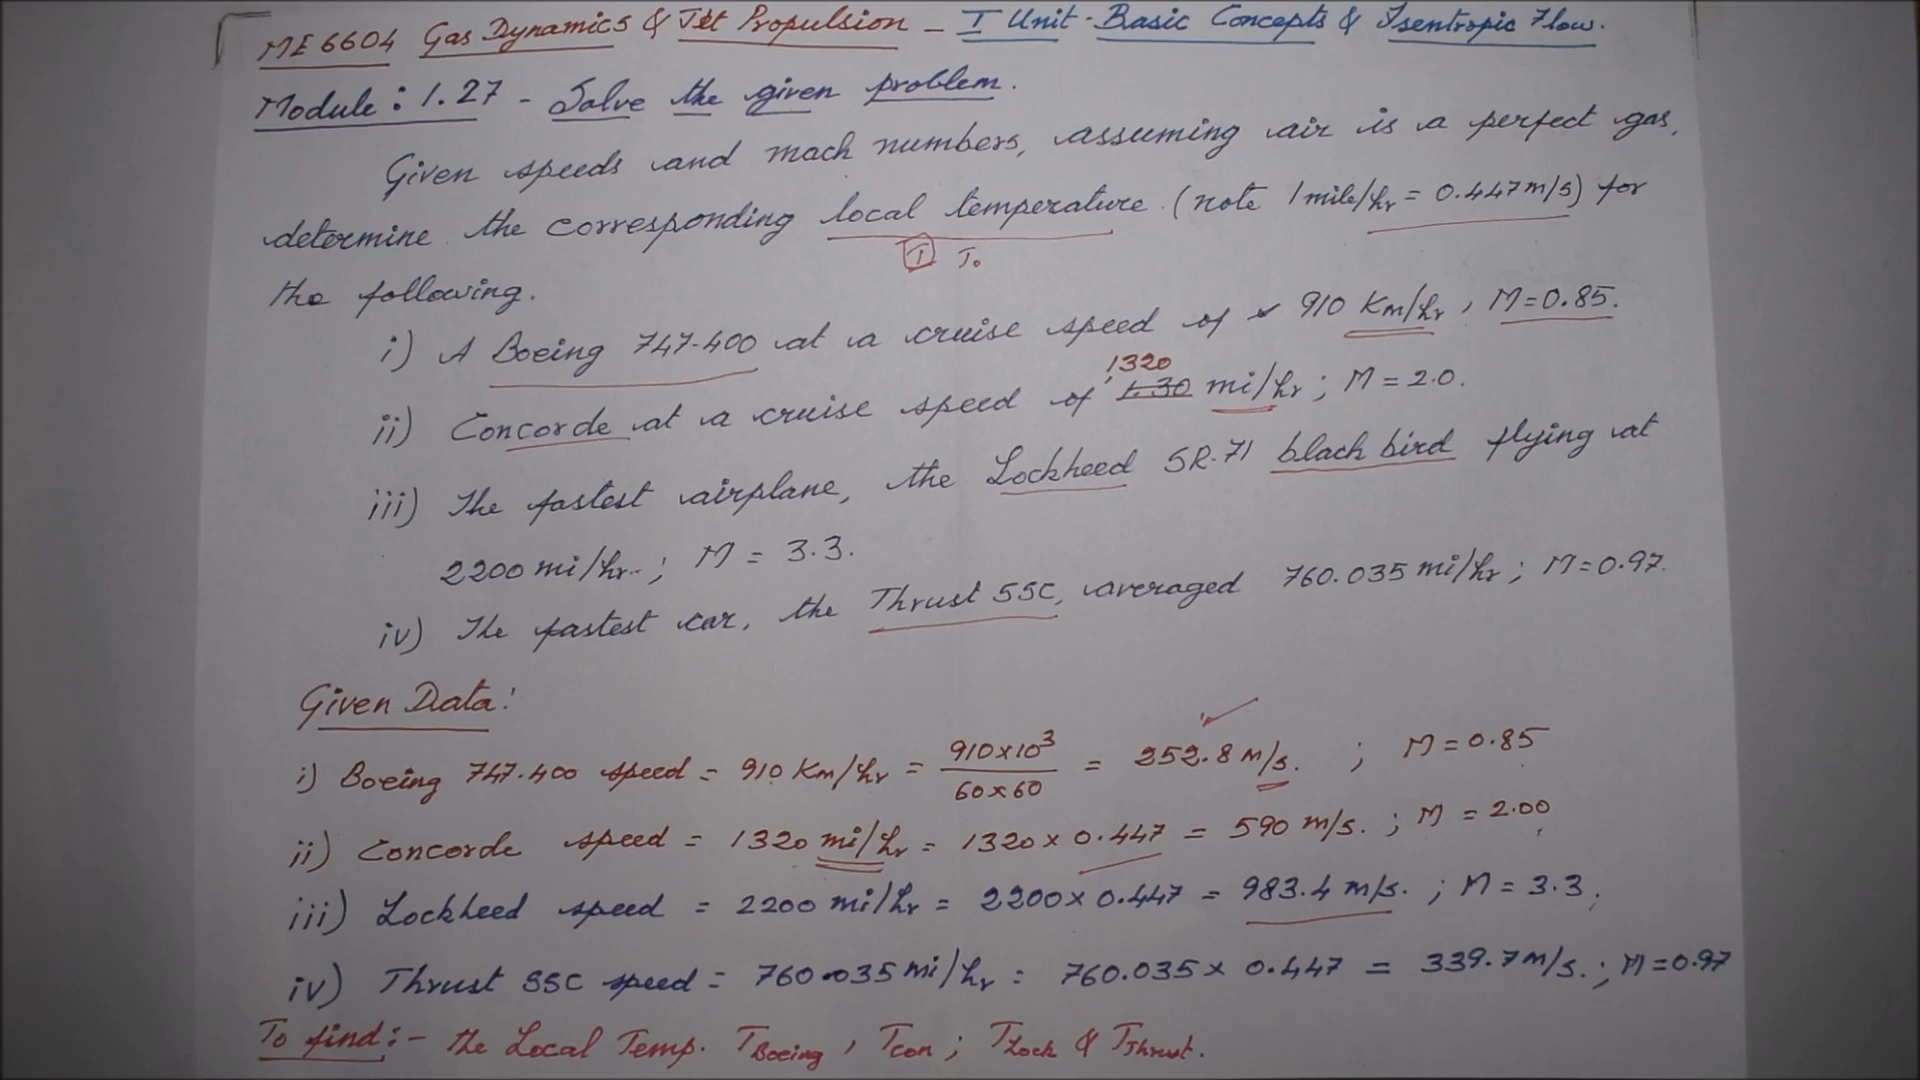 ME 6604 Gas Dynamics & Jet Propulsion - I Unit - Basic Concepts & Isentropic Flow.
Module: 1.27 - Solve the given problem.
Given speeds and mach numbers, assuming air is a perfect gas,
determine the corresponding local temperature (note 1 mile/hr = 0.447 m/s) for
T To
the following.
i) A Boeing 747-400 at a cruise speed of 910 Km/hr, M=0.85.
1320
ii) Concorde at a cruise speed of 1.30 mi/hr; M = 2.0.
iii) The fastest airplane, the Lockheed SR-71 black bird flying at
2200 mi/hr.; M = 3.3.
iv) The fastest car, the Thrust SSC, averaged 760.035 mi/hr; M=0.97.
Given Data:
i) Boeing 747.400 speed = 910 Km/hr = 910x10³ / 60x60 = 252.8 m/s. ; M=0.85
ii) Concorde speed = 1320 mi/hr = 1320 x 0.447 = 590 m/s. ; M = 2.00
iii) Lockheed speed = 2200 mi/hr = 2200 x 0.447 = 983.4 m/s. ; M = 3.3.
iv) Thrust SSC speed = 760.035 mi/hr = 760.035 x 0.447 = 339.7 m/s. ; M=0.97
To find:- the Local Temp. TBoeing, Tcon; TLock & TThrust.